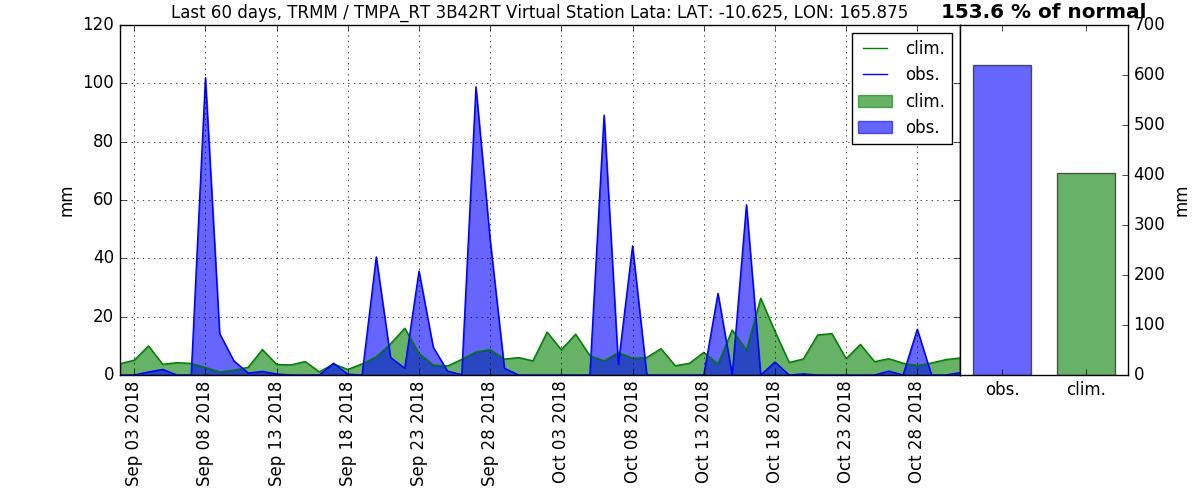 Last 60 days, TRMM / TMPA_RT 3B42RT Virtual Station Lata: LAT: -10.625, LON: 165.875
153.6 % of normal
120
100
80
60
40
20
0
mm
clim.
obs.
clim.
obs.
700
600
500
400
300
200
100
0
mm
Sep 03 2018
Sep 08 2018
Sep 13 2018
Sep 18 2018
Sep 23 2018
Sep 28 2018
Oct 03 2018
Oct 08 2018
Oct 13 2018
Oct 18 2018
Oct 23 2018
Oct 28 2018
obs.
clim.